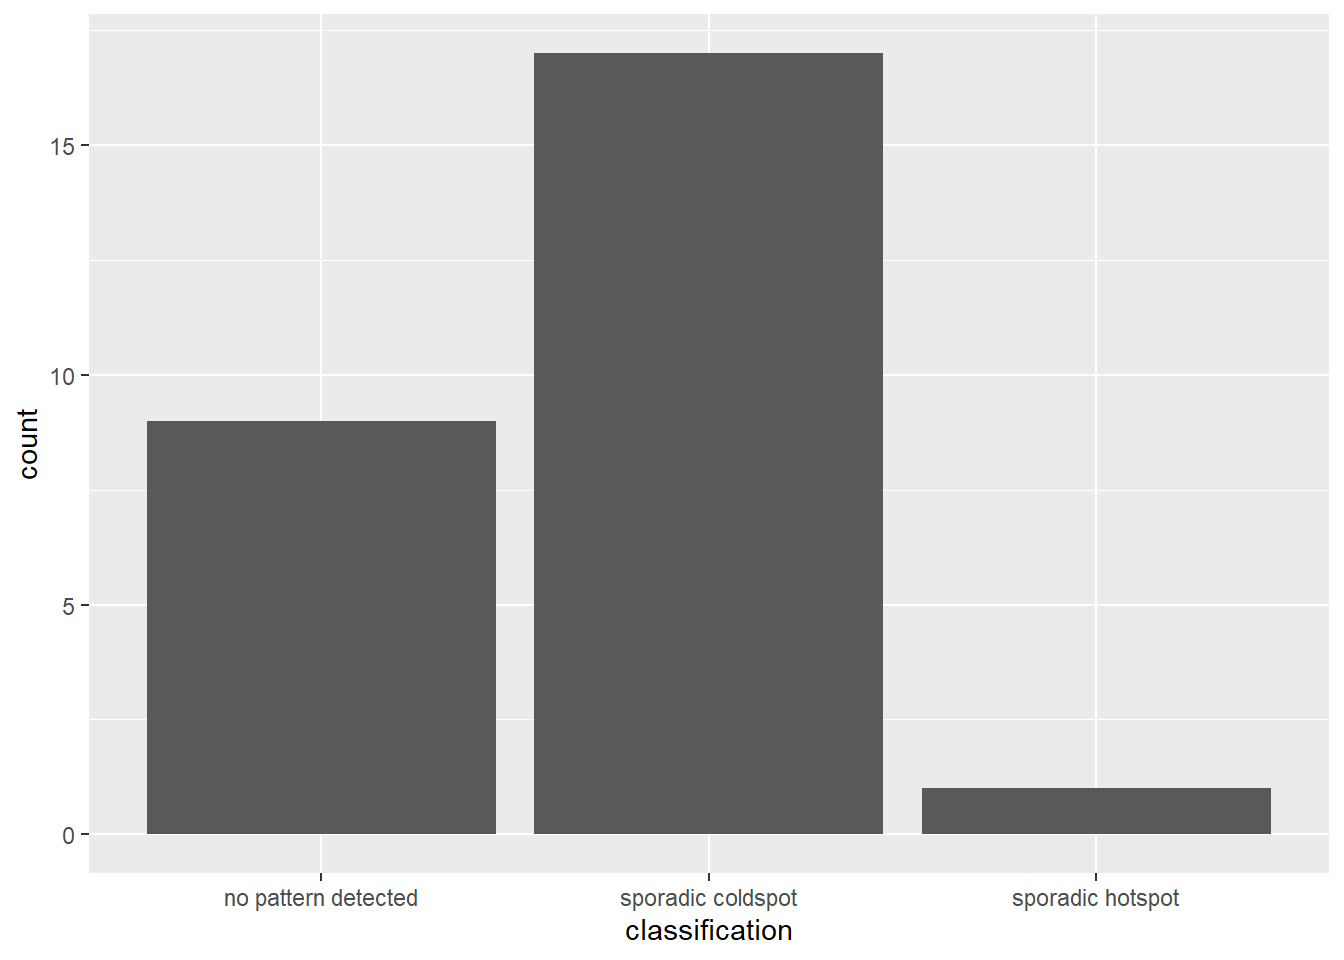 count
15
10
5
0
no pattern detected
sporadic coldspot
sporadic hotspot
classification